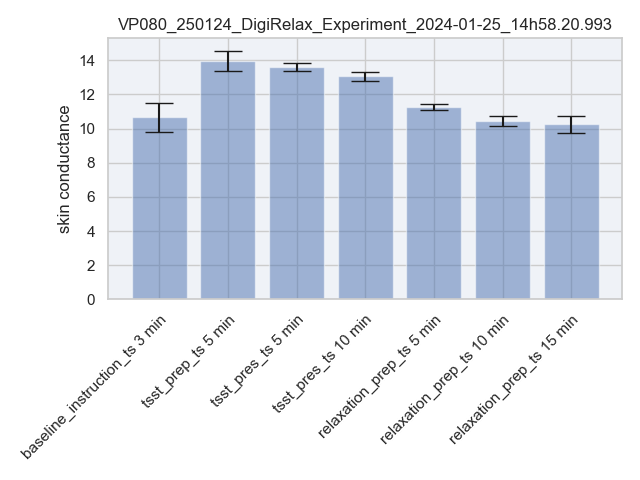 VP080_250124_DigiRelax_Experiment_2024-01-25_14h58.20.993
skin conductance
14
12
10
8
6
4
2
0
baseline_instruction_ts 3 min
tsst_prep_ts 5 min
tsst_pres_ts 5 min
tsst_pres_ts 10 min
relaxation_prep_ts 5 min
relaxation_prep_ts 10 min
relaxation_prep_ts 15 min